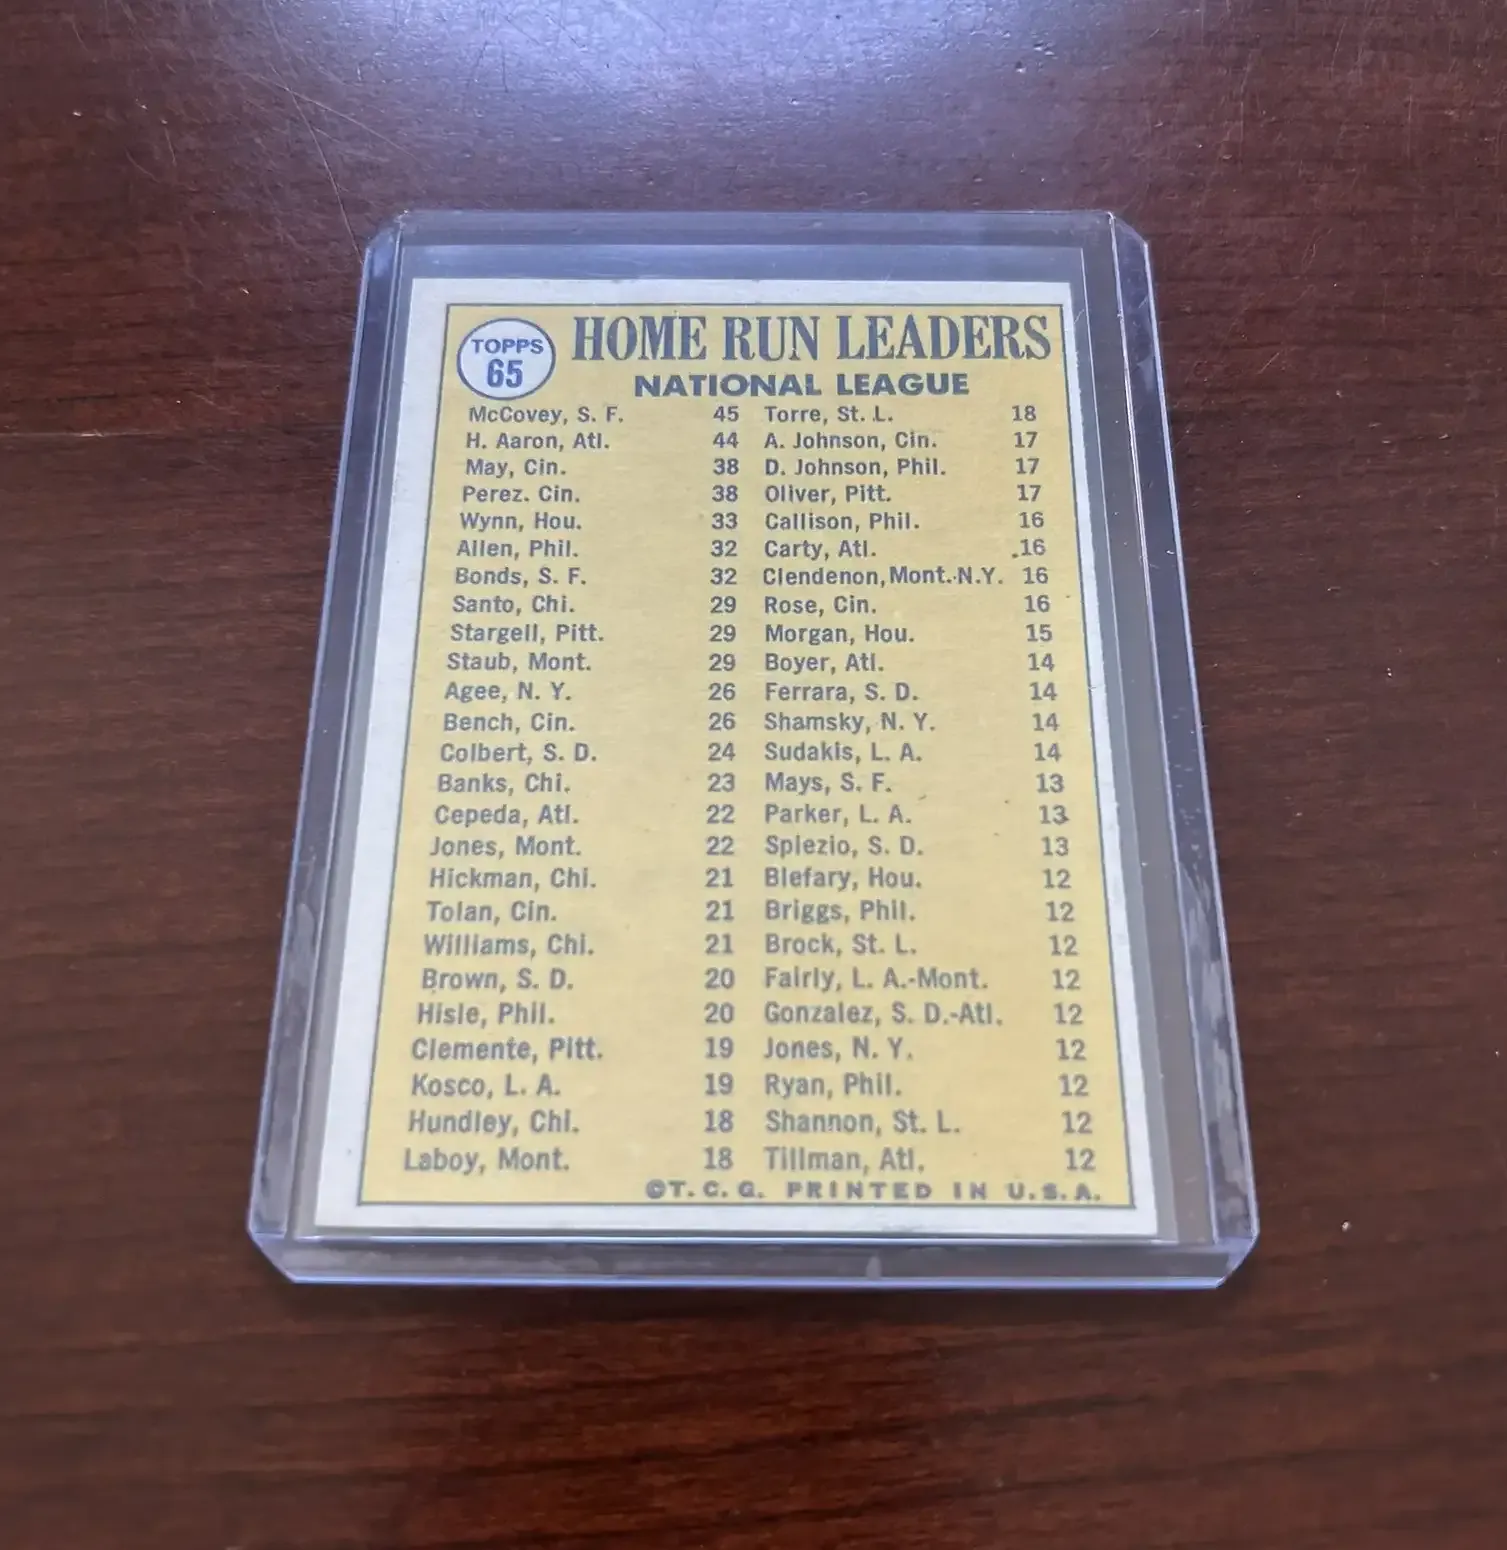 TOPPS
65
HOME RUN LEADERS
NATIONAL LEAGUE
McCovey, S. F. 45 Torre, St. L. 18
H. Aaron, Atl. 44 A. Johnson, Cin. 17
May, Cin. 38 D. Johnson, Phil. 17
Perez. Cin. 38 Oliver, Pitt. 17
Wynn, Hou. 33 Callison, Phil. 16
Allen, Phil. 32 Carty, Atl. 16
Bonds, S. F. 32 Clendenon, Mont.-N.Y. 16
Santo, Chi. 29 Rose, Cin. 16
Stargell, Pitt. 29 Morgan, Hou. 15
Staub, Mont. 29 Boyer, Atl. 14
Agee, N. Y. 26 Ferrara, S. D. 14
Bench, Cin. 26 Shamsky, N. Y. 14
Colbert, S. D. 24 Sudakis, L. A. 14
Banks, Chi. 23 Mays, S. F. 13
Cepeda, Atl. 22 Parker, L. A. 13
Jones, Mont. 22 Spiezio, S. D. 13
Hickman, Chi. 21 Blefary, Hou. 12
Tolan, Cin. 21 Briggs, Phil. 12
Williams, Chi. 21 Brock, St. L. 12
Brown, S. D. 20 Fairly, L. A.-Mont. 12
Hisle, Phil. 20 Gonzalez, S. D.-Atl. 12
Clemente, Pitt. 19 Jones, N. Y. 12
Kosco, L. A. 19 Ryan, Phil. 12
Hundley, Chi. 18 Shannon, St. L. 12
Laboy, Mont. 18 Tillman, Atl. 12
©T. C. G. PRINTED IN U.S.A.